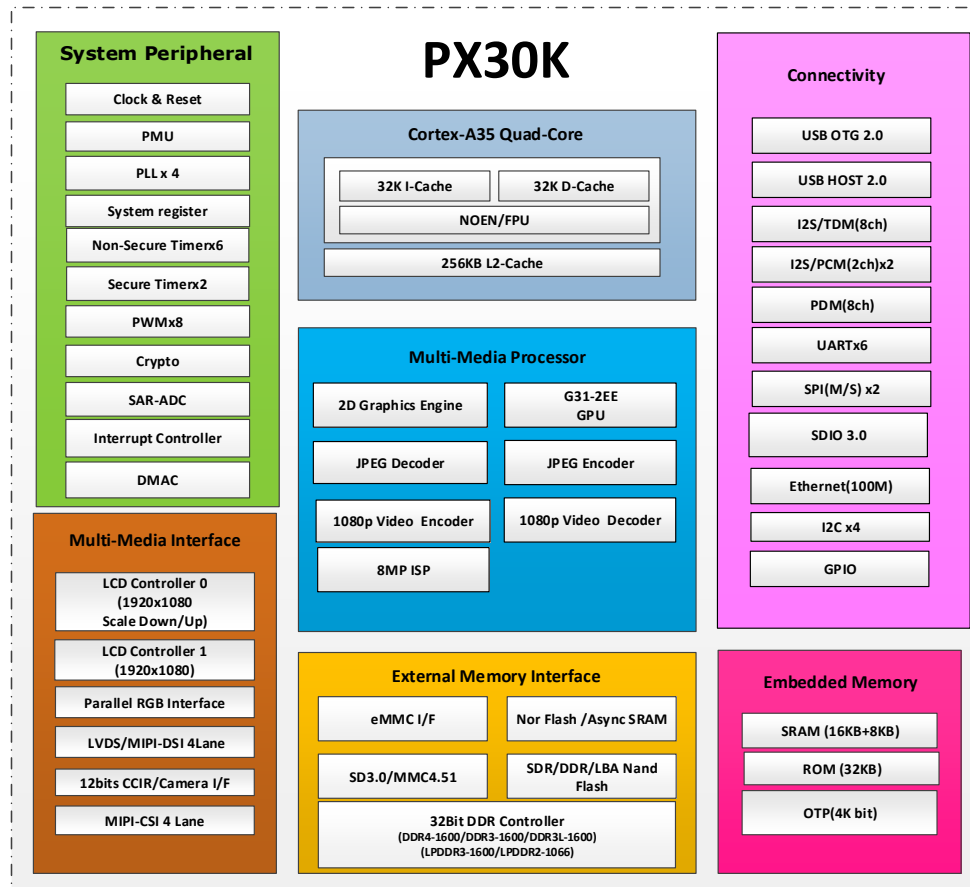 PX30K
System Peripheral
Clock & Reset
PMU
PLL x 4
System register
Non-Secure Timerx6
Secure Timerx2
PWMx8
Crypto
SAR-ADC
Interrupt Controller
DMAC
Multi-Media Interface
LCD Controller 0
(1920x1080
Scale Down/Up)
LCD Controller 1
(1920x1080)
Parallel RGB Interface
LVDS/MIPI-DSI 4Lane
12bits CCIR/Camera I/F
MIPI-CSI 4 Lane
Cortex-A35 Quad-Core
32K I-Cache
32K D-Cache
NOEN/FPU
256KB L2-Cache
Multi-Media Processor
2D Graphics Engine
G31-2EE
GPU
JPEG Decoder
JPEG Encoder
1080p Video Encoder
1080p Video Decoder
8MP ISP
External Memory Interface
eMMC I/F
Nor Flash /Async SRAM
SD3.0/MMC4.51
SDR/DDR/LBA Nand
Flash
32Bit DDR Controller
(DDR4-1600/DDR3-1600/DDR3L-1600)
(LPDDR3-1600/LPDDR2-1066)
Connectivity
USB OTG 2.0
USB HOST 2.0
I2S/TDM(8ch)
I2S/PCM(2ch)x2
PDM(8ch)
UARTx6
SPI(M/S) x2
SDIO 3.0
Ethernet(100M)
I2C x4
GPIO
Embedded Memory
SRAM (16KB+8KB)
ROM (32KB)
OTP(4K bit)